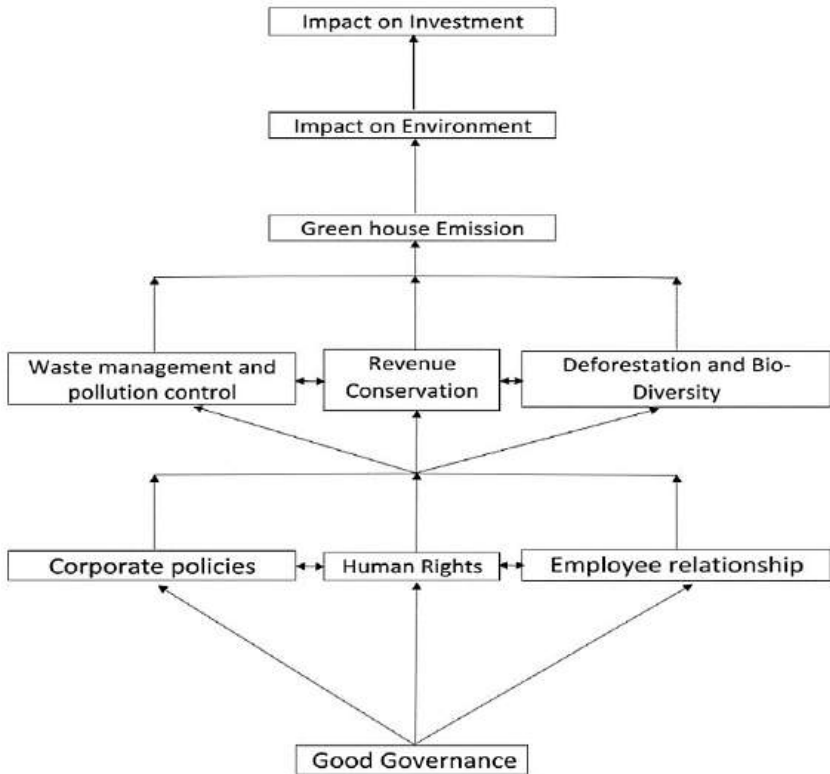 Impact on Investment
Impact on Environment
Green house Emission
Waste management and
pollution control
Revenue
Conservation
Deforestation and Bio-
Diversity
Corporate policies
Human Rights
Employee relationship
Good Governance